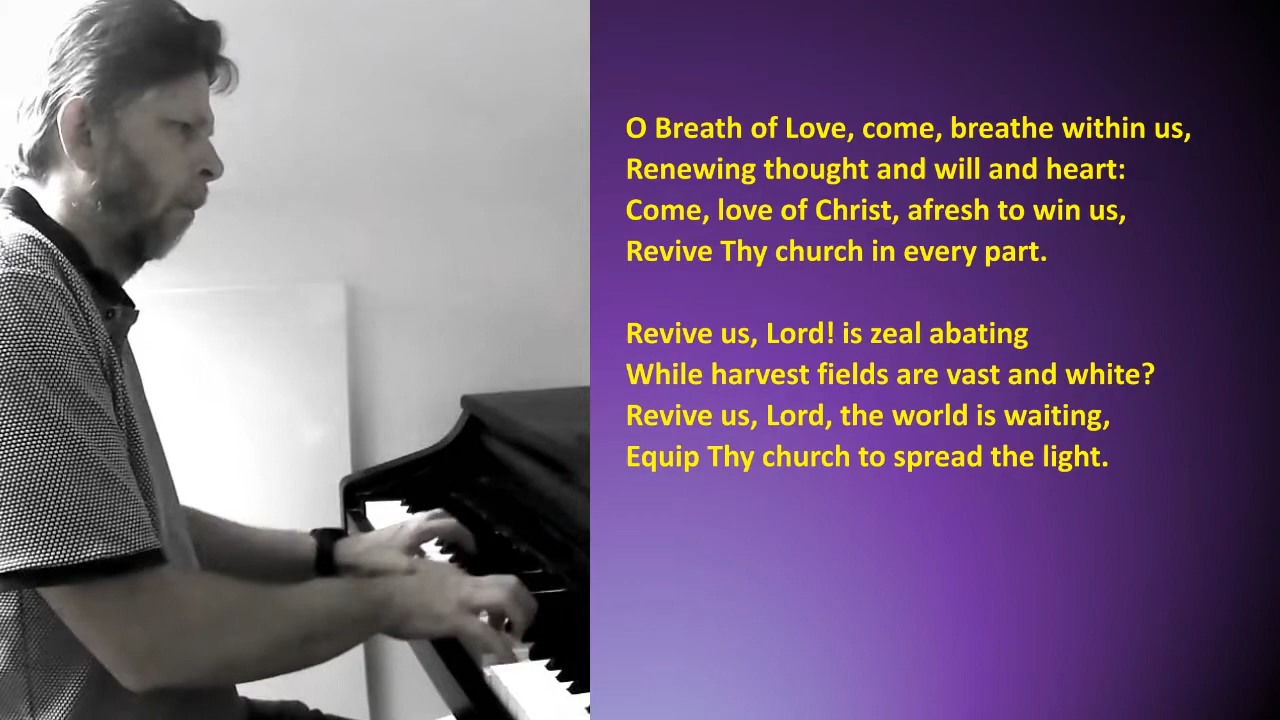 O Breath of Love, come, breathe within us,
Renewing thought and will and heart:
Come, love of Christ, afresh to win us,
Revive Thy church in every part.
Revive us, Lord! is zeal abating
While harvest fields are vast and white?
Revive us, Lord, the world is waiting,
Equip Thy church to spread the light.